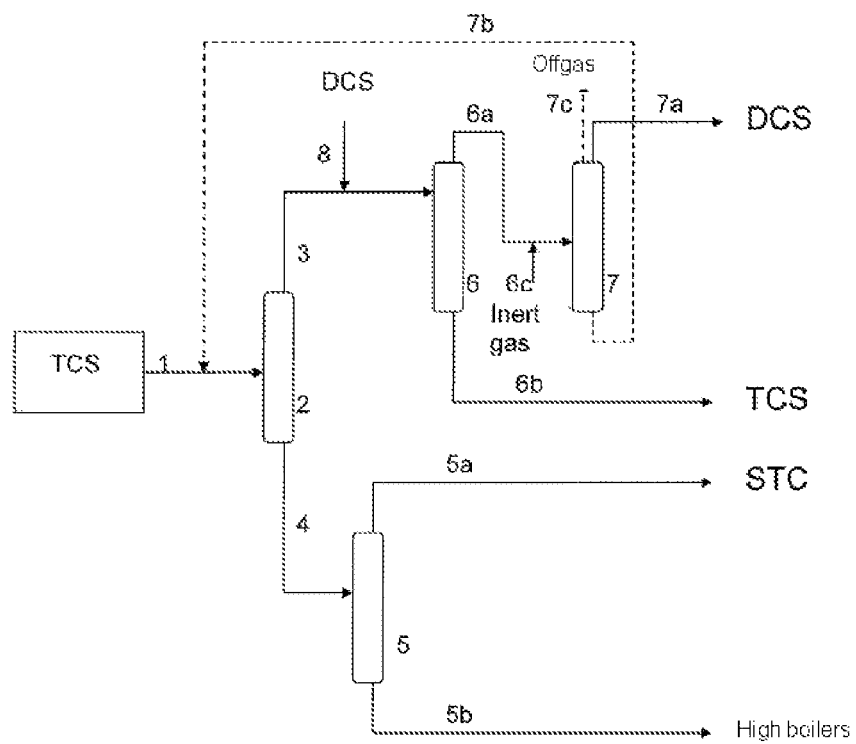 7b
Offgas
DCS
7c
7a
DCS
6a
8
3
6
6c
7
Inert
gas
TCS
1
2
6b
TCS
5a
STC
4
5
5b
High boilers